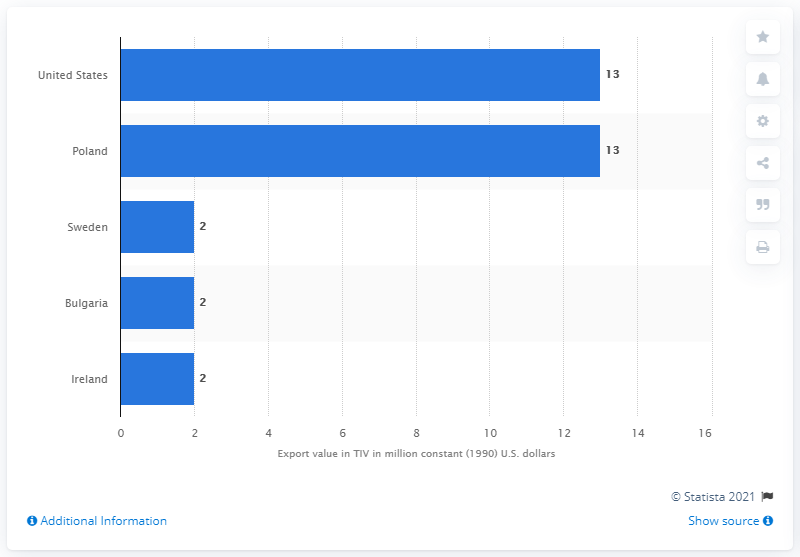 United States 13
Poland 13
Sweden 2
Bulgaria 2
Ireland 2
0 2 4 6 8 10 12 14 16
Export value in TIV in million constant (1990) U.S. dollars
© Statista 2021
Additional Information Show source